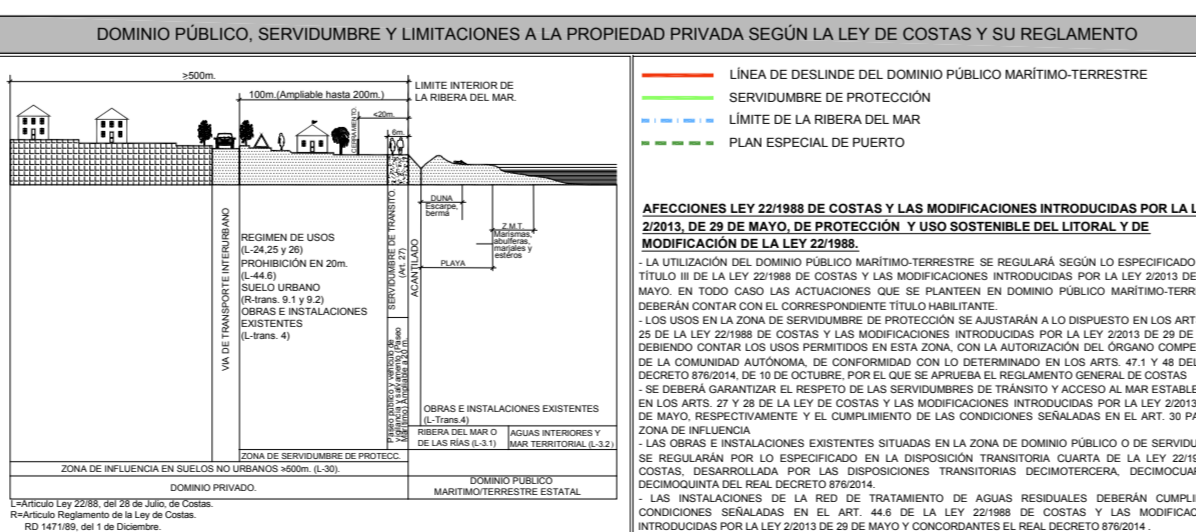 DOMINIO PÚBLICO, SERVIDUMBRE Y LIMITACIONES A LA PROPIEDAD PRIVADA SEGÚN LA LEY DE COSTAS Y SU REGLAMENTO
≥500m.
100m.(Ampliable hasta 200m.)
LIMITE INTERIOR DE
LA RIBERA DEL MAR.
<20m.
6m.
CERRAMIENTO.
VIA DE TRANSPORTE INTERURBANO
REGIMEN DE USOS
(L-24,25 y 26)
PROHIBICIÓN EN 20m.
(L-44.6)
SUELO URBANO
(R-trans. 9.1 y 9.2)
OBRAS E INSTALACIONES
EXISTENTES
(L-trans. 4)
SERVIDUMBRE DE TRANSITO.
(Art. 27)
Paseo público y vehículo de
vigilancia y salvamento (Paseo
Marítimo) Ampliable a 20 m.
ACANTILADO
DUNA
Escarpe,
berma
Z.M.T.
Marismas,
abulferas,
marjales y
estéros
PLAYA
OBRAS E INSTALACIONES EXISTENTES
(L-Trans.4)
RIBERA DEL MAR O
DE LAS RÍAS (L-3.1)
AGUAS INTERIORES Y
MAR TERRITORIAL (L-3.2)
ZONA DE SERVIDUMBRE DE PROTECC.
ZONA DE INFLUENCIA EN SUELOS NO URBANOS ≥500m. (L-30).
DOMINIO PRIVADO.
DOMINIO PUBLICO
MARITIMO/TERRESTRE ESTATAL
L=Articulo Ley 22/88, del 28 de Julio, de Costas.
R=Articulo Reglamento de la Ley de Costas.
RD 1471/89, del 1 de Diciembre.
LÍNEA DE DESLINDE DEL DOMINIO PÚBLICO MARÍTIMO-TERRESTRE
SERVIDUMBRE DE PROTECCIÓN
LÍMITE DE LA RIBERA DEL MAR
PLAN ESPECIAL DE PUERTO
AFECCIONES LEY 22/1988 DE COSTAS Y LAS MODIFICACIONES INTRODUCIDAS POR LA L
2/2013, DE 29 DE MAYO, DE PROTECCIÓN Y USO SOSTENIBLE DEL LITORAL Y DE
MODIFICACIÓN DE LA LEY 22/1988.
- LA UTILIZACIÓN DEL DOMINIO PÚBLICO MARÍTIMO-TERRESTRE SE REGULARÁ SEGÚN LO ESPECIFICADO
TÍTULO III DE LA LEY 22/1988 DE COSTAS Y LAS MODIFICACIONES INTRODUCIDAS POR LA LEY 2/2013 DE
MAYO. EN TODO CASO LAS ACTUACIONES QUE SE PLANTEEN EN DOMINIO PÚBLICO MARÍTIMO-TERR
DEBERÁN CONTAR CON EL CORRESPONDIENTE TÍTULO HABILITANTE.
- LOS USOS EN LA ZONA DE SERVIDUMBRE DE PROTECCIÓN SE AJUSTARÁN A LO DISPUESTO EN LOS ART
25 DE LA LEY 22/1988 DE COSTAS Y LAS MODIFICACIONES INTRODUCIDAS POR LA LEY 2/2013 DE 29 DE
DEBIENDO CONTAR LOS USOS PERMITIDOS EN ESTA ZONA, CON LA AUTORIZACIÓN DEL ÓRGANO COMPE
DE LA COMUNIDAD AUTÓNOMA, DE CONFORMIDAD CON LO DETERMINADO EN LOS ARTS. 47.1 Y 48 DEL
DECRETO 876/2014, DE 10 DE OCTUBRE, POR EL QUE SE APRUEBA EL REGLAMENTO GENERAL DE COSTAS
- SE DEBERÁ GARANTIZAR EL RESPETO DE LAS SERVIDUMBRES DE TRÁNSITO Y ACCESO AL MAR ESTABLE
EN LOS ARTS. 27 Y 28 DE LA LEY DE COSTAS Y LAS MODIFICACIONES INTRODUCIDAS POR LA LEY 2/2013
DE MAYO, RESPECTIVAMENTE Y EL CUMPLIMIENTO DE LAS CONDICIONES SEÑALADAS EN EL ART. 30 PA
ZONA DE INFLUENCIA
- LAS OBRAS E INSTALACIONES EXISTENTES SITUADAS EN LA ZONA DE DOMINIO PÚBLICO O DE SERVIDU
SE REGULARÁN POR LO ESPECIFICADO EN LA DISPOSICIÓN TRANSITORIA CUARTA DE LA LEY 22/19
COSTAS, DESARROLLADA POR LAS DISPOSICIONES TRANSITORIAS DECIMOTERCERA, DECIMOCUAR
DECIMOQUINTA DEL REAL DECRETO 876/2014.
- LAS INSTALACIONES DE LA RED DE TRATAMIENTO DE AGUAS RESIDUALES DEBERÁN CUMPLI
CONDICIONES SEÑALADAS EN EL ART. 44.6 DE LA LEY 22/1988 DE COSTAS Y LAS MODIFICAC
INTRODUCIDAS POR LA LEY 2/2013 DE 29 DE MAYO Y CONCORDANTES EL REAL DECRETO 876/2014 .